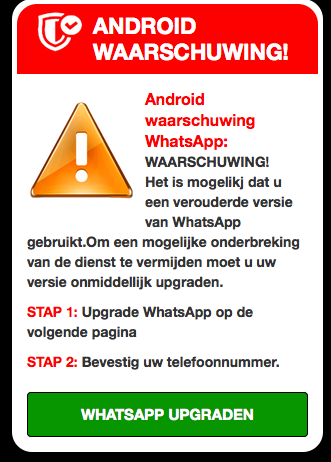 ANDROID
WAARSCHUWING!
Android
waarschuwing
WhatsApp:
WAARSCHUWING!
Het is mogelikj dat u
een verouderde versie
van WhatsApp
gebruikt.Om een mogelijke onderbreking
van de dienst te vermijden moet u uw
versie onmiddellijk upgraden.
STAP 1: Upgrade WhatsApp op de
volgende pagina
STAP 2: Bevestig uw telefoonnummer.
WHATSAPP UPGRADEN